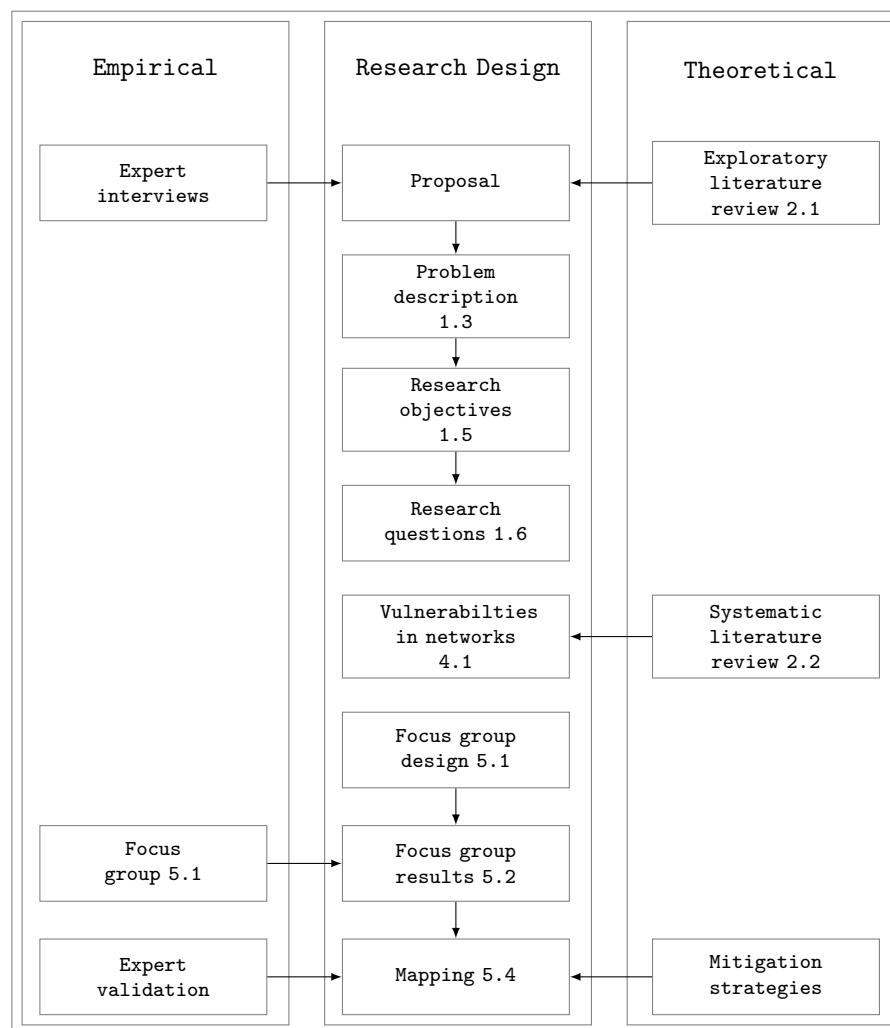 Empirical
Research Design
Theoretical
Expert
interviews
Proposal
Exploratory
literature
review 2.1
Problem
description
1.3
Research
objectives
1.5
Research
questions 1.6
Vulnerabilties
in networks
4.1
Systematic
literature
review 2.2
Focus group
design 5.1
Focus
group 5.1
Focus group
results 5.2
Expert
validation
Mapping 5.4
Mitigation
strategies